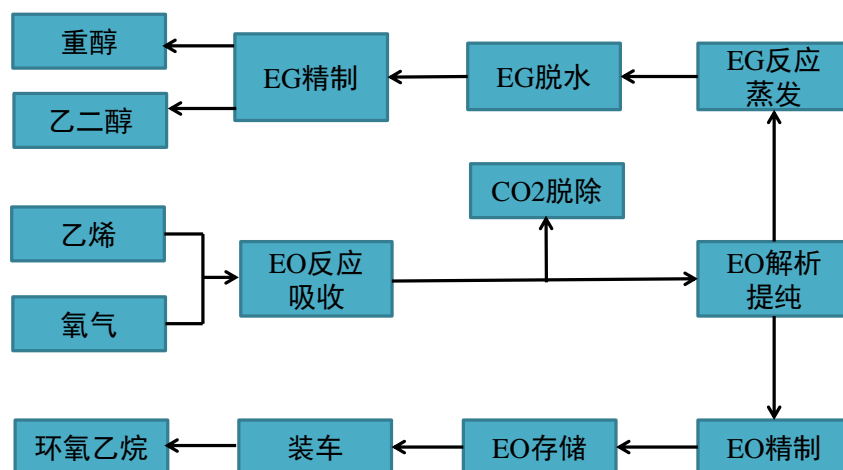 重醇
EG精制
EG脱水
EG反应
蒸发
乙二醇
CO2脱除
乙烯
EO反应
吸收
EO解析
提纯
氧气
环氧乙烷
装车
EO存储
EO精制